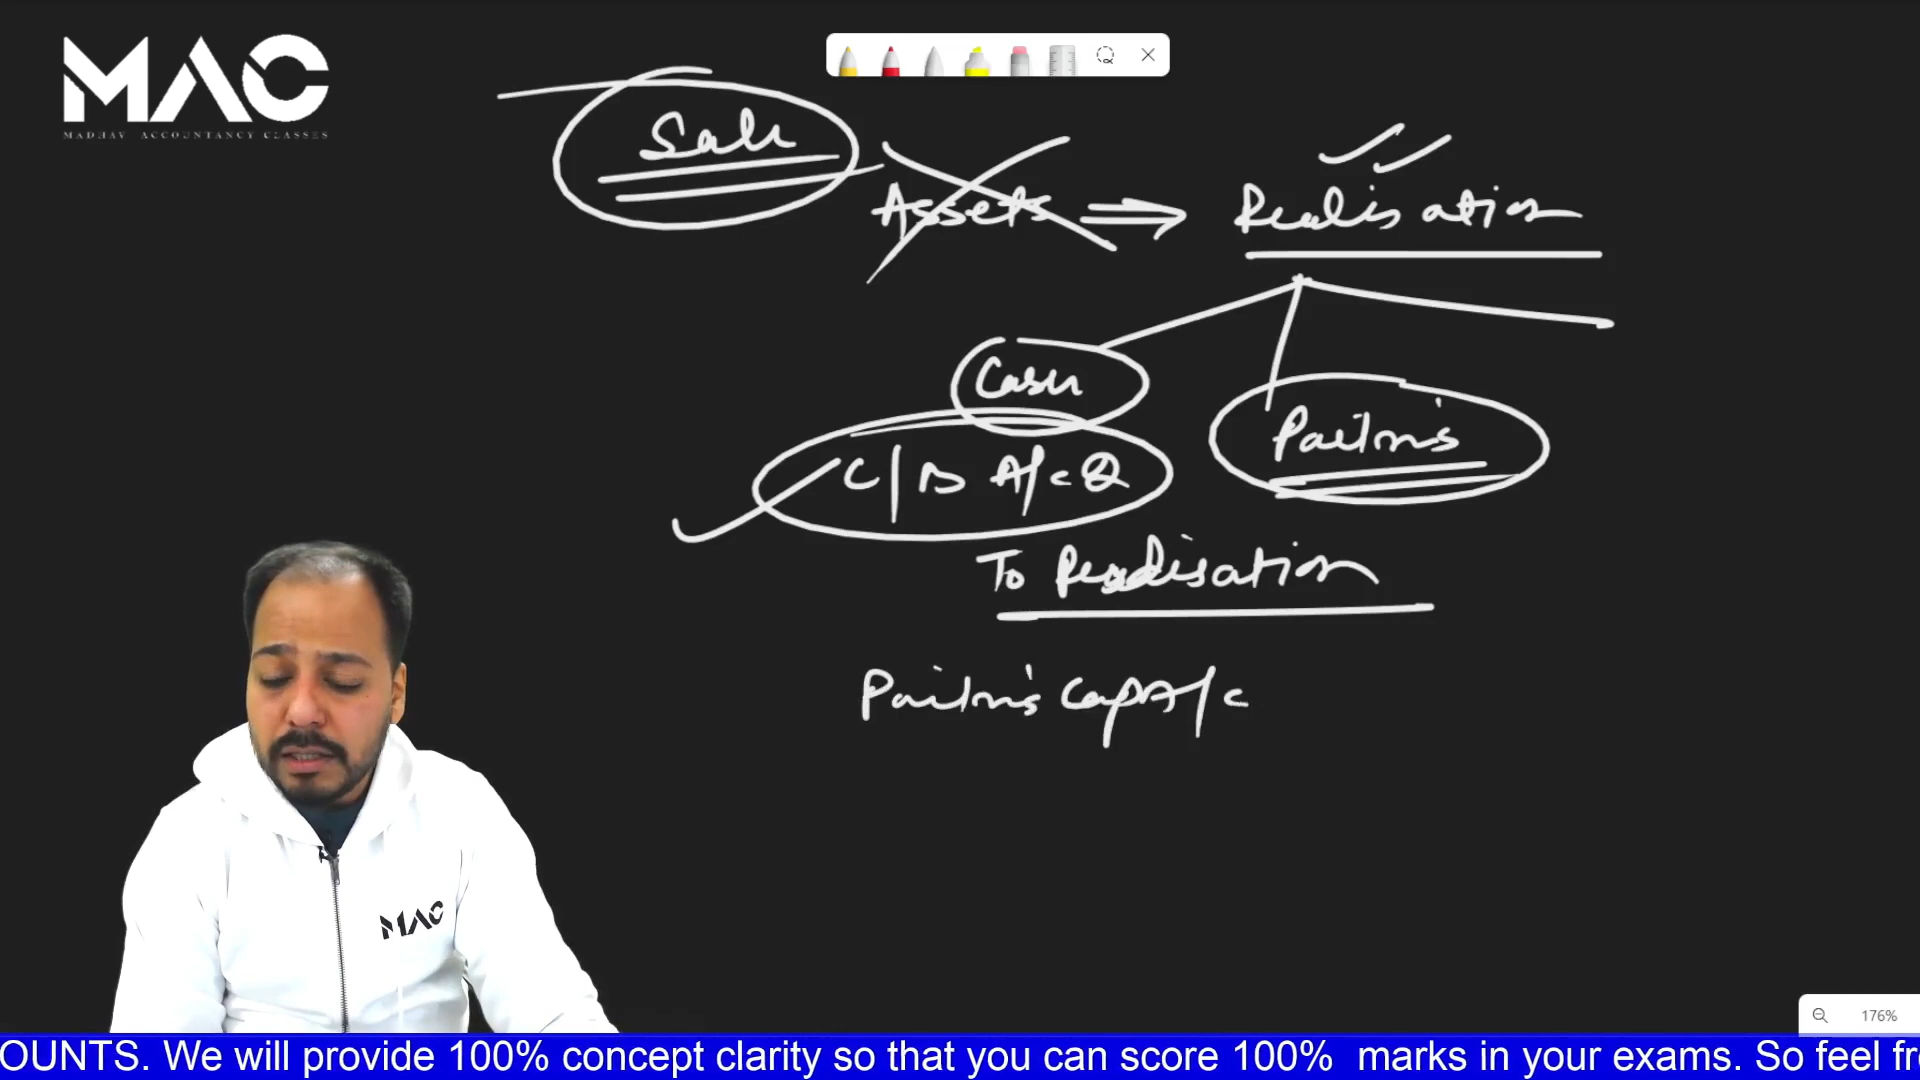 MAC
MADHAV ACCOUNTANCY CLASSES
Sale
Assets ⇒ Realisation
Cash
Partner's
C/B A/c Dr
To Realisation
Partner's Cap A/c
MAC
176%
OUNTS. We will provide 100% concept clarity so that you can score 100% marks in your exams. So feel fr